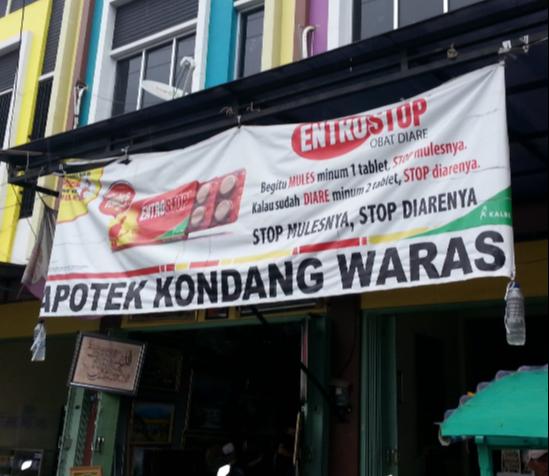 ENTROSTOP
OBAT DIARE
Begitu MULES minum 1 tablet, STOP mulesnya.
Kalau sudah DIARE minum 2 tablet, STOP diarenya.
STOP MULESNYA, STOP DIARENYA
ENTROSTOP
KALBE
APOTEK KONDANG WARAS